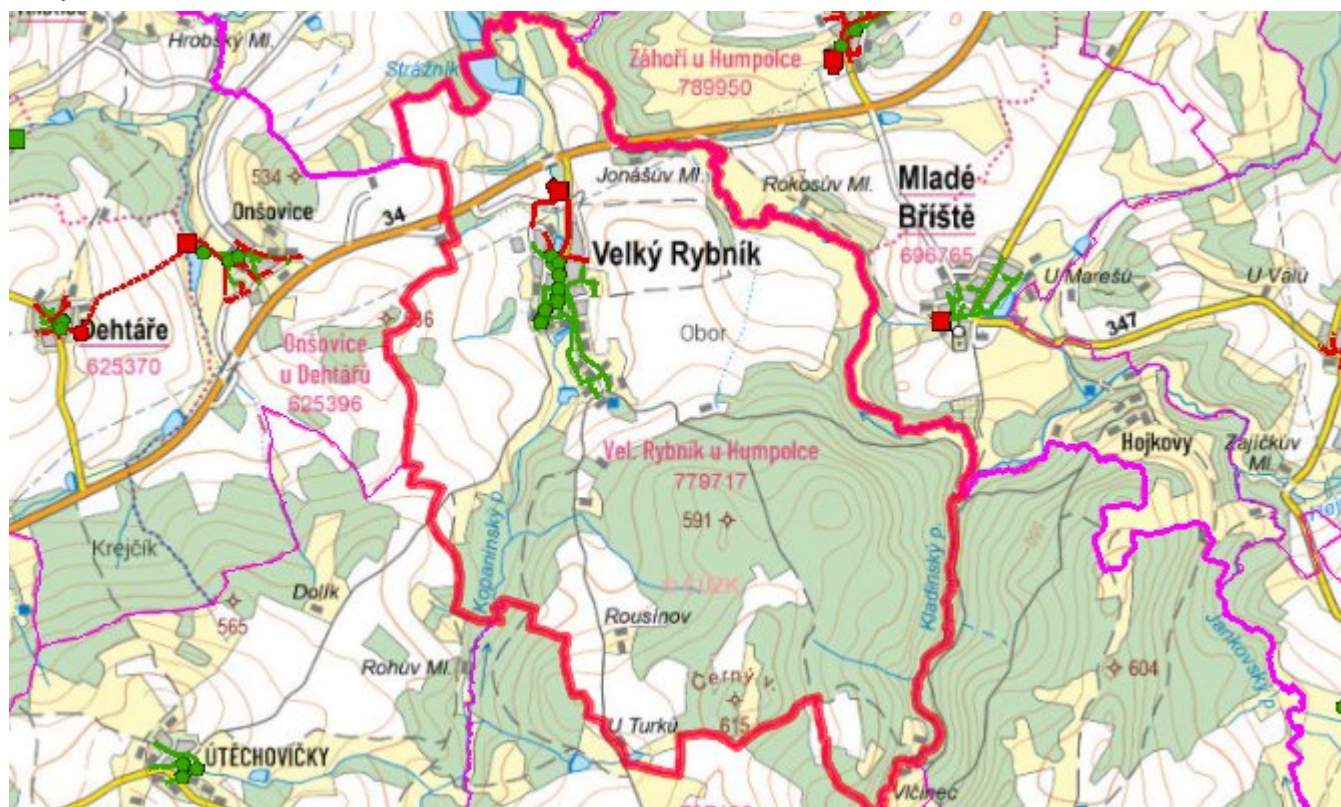 Hrobský Ml.
Strážník
Záhoří u Humpolce
789950
534
Onšovice
34
Jonášův Ml.
Rokosův Ml.
Mladé
Bříště
696765
U Marešů
U Valů
347
Velký Rybník
Obor
Dehtáře
625370
Onšovice
u Dehtářů
625396
Hojkovy
Zajíčkův
Ml.
Vel. Rybník u Humpolce
779717
591
© ČÚZK
Krejčík
Kopaninský p.
Kladinský p.
Jankovský p.
Dolík
565
Rousínov
Rohův Ml.
Černý v.
615
604
U Turků
ÚTĚCHOVIČKY
Vlčinec